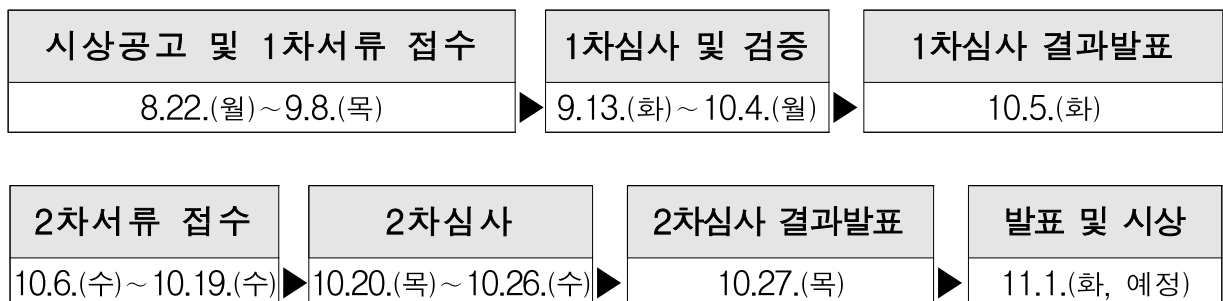 시상공고 및 1차서류 접수 1차심사 및 검증 1차심사 결과발표
8.22.(월)~9.8.(목) ▶ 9.13.(화)~10.4.(월) ▶ 10.5.(화)
2차서류 접수 2차심사 2차심사 결과발표 발표 및 시상
10.6.(수)~10.19.(수) ▶ 10.20.(목)~10.26.(수) ▶ 10.27.(목) ▶ 11.1.(화, 예정)